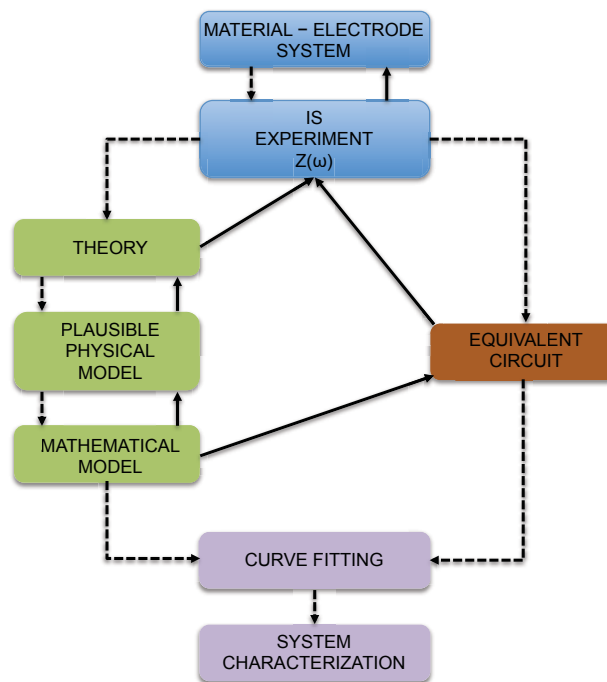 MATERIAL − ELECTRODE
SYSTEM
IS
EXPERIMENT
Z(ω)
THEORY
PLAUSIBLE
PHYSICAL
MODEL
EQUIVALENT
CIRCUIT
MATHEMATICAL
MODEL
CURVE FITTING
SYSTEM
CHARACTERIZATION